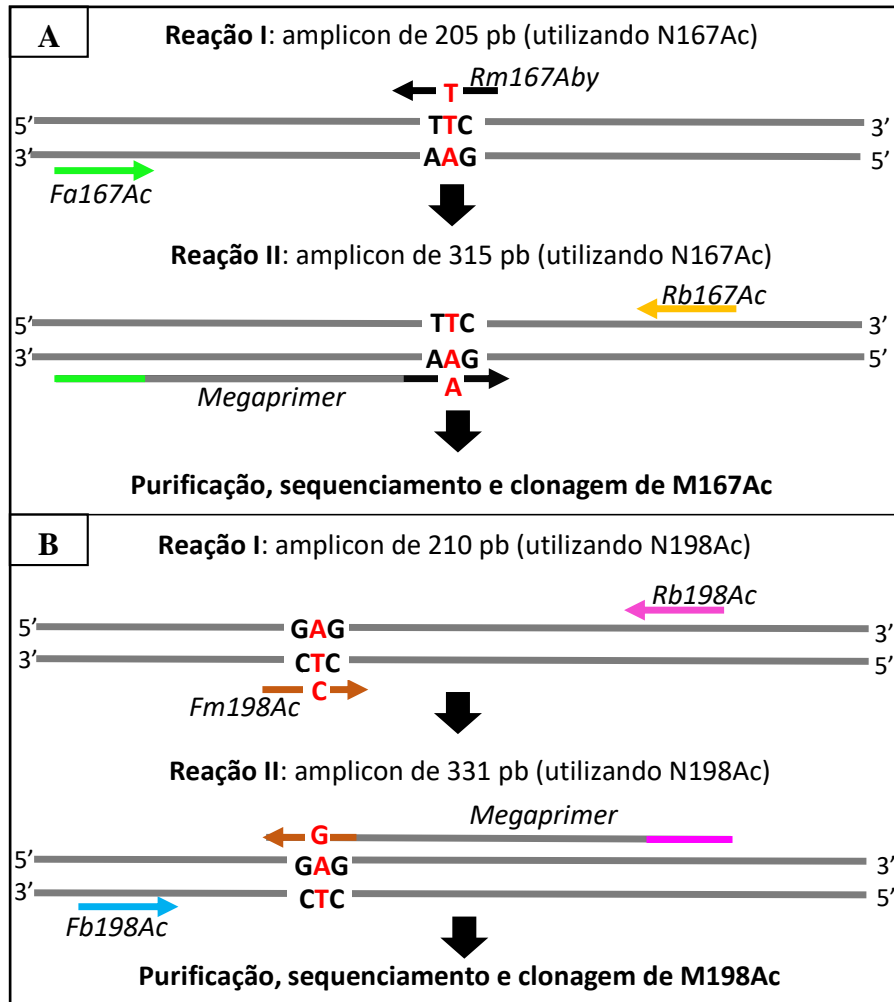 A
Reação I: amplicon de 205 pb (utilizando N167Ac)
Rm167Aby
T
5’ TTC 3’
3’ AAG 5’
Fa167Ac
Reação II: amplicon de 315 pb (utilizando N167Ac)
Rb167Ac
5’ TTC 3’
3’ AAG 5’
A
Megaprimer
Purificação, sequenciamento e clonagem de M167Ac
B
Reação I: amplicon de 210 pb (utilizando N198Ac)
Rb198Ac
5’ GAG 3’
3’ CTC 5’
C
Fm198Ac
Reação II: amplicon de 331 pb (utilizando N198Ac)
Megaprimer
G
5’ GAG 3’
3’ CTC 5’
Fb198Ac
Purificação, sequenciamento e clonagem de M198Ac